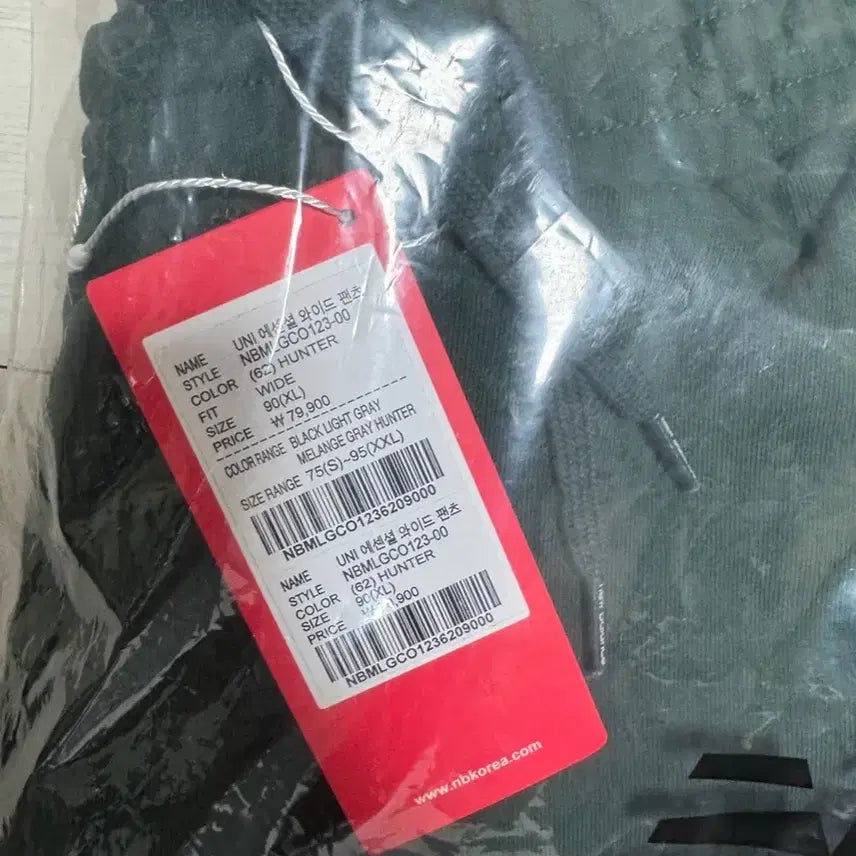 NAME UNI 에센셜 와이드 팬츠
STYLE NBMLGCO123-00
COLOR (62) HUNTER
FIT WIDE
SIZE 90(XL)
PRICE ₩ 79,900
COLOR RANGE BLACK LIGHT GRAY
MELANGE GRAY HUNTER
SIZE RANGE 75(S)~95(XXL)
NBMLGCO1236209000
NAME UNI 에센셜 와이드 팬츠
STYLE NBMLGCO123-00
COLOR (62) HUNTER
SIZE 90(XL)
PRICE
NBMLGCO1236209000
www.nbkorea.com
new balance